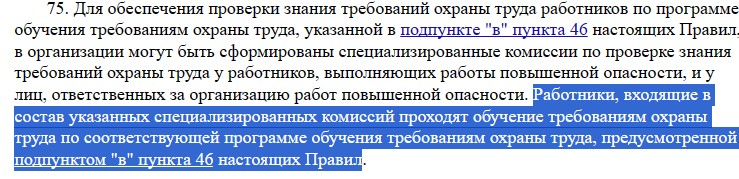 75. Для обеспечения проверки знания требований охраны труда работников по программе
обучения требованиям охраны труда, указанной в подпункте "в" пункта 46 настоящих Правил,
в организации могут быть сформированы специализированные комиссии по проверке знания
требований охраны труда у работников, выполняющих работы повышенной опасности, и у
лиц, ответственных за организацию работ повышенной опасности. Работники, входящие в
состав указанных специализированных комиссий проходят обучение требованиям охраны
труда по соответствующей программе обучения требованиям охраны труда, предусмотренной
подпунктом "в" пункта 46 настоящих Правил.